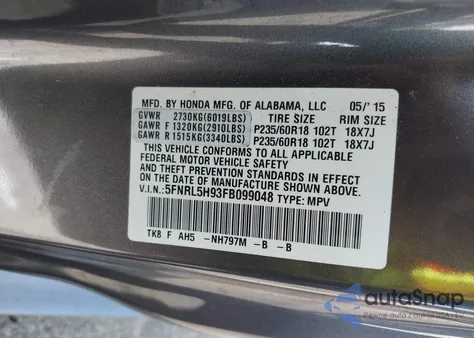 MFD. BY HONDA MFG. OF ALABAMA, LLC 05/'15
GVWR 2730KG(6019LBS) TIRE SIZE RIM SIZE
GAWR F 1320KG(2910LBS) P235/60R18 102T 18X7J
GAWR R 1515KG(3340LBS) P235/60R18 102T 18X7J
THIS VEHICLE CONFORMS TO ALL APPLICABLE
FEDERAL MOTOR VEHICLE SAFETY, BUMPER,
AND THEFT PREVENTION STANDARDS IN EFFECT
ON THE DATE OF MANUFACTURE SHOWN ABOVE.
V.I.N:5FNRL5H93FB099048 TYPE: MPV
TK8 F AH5 -NH797M -B -B
autoSnap